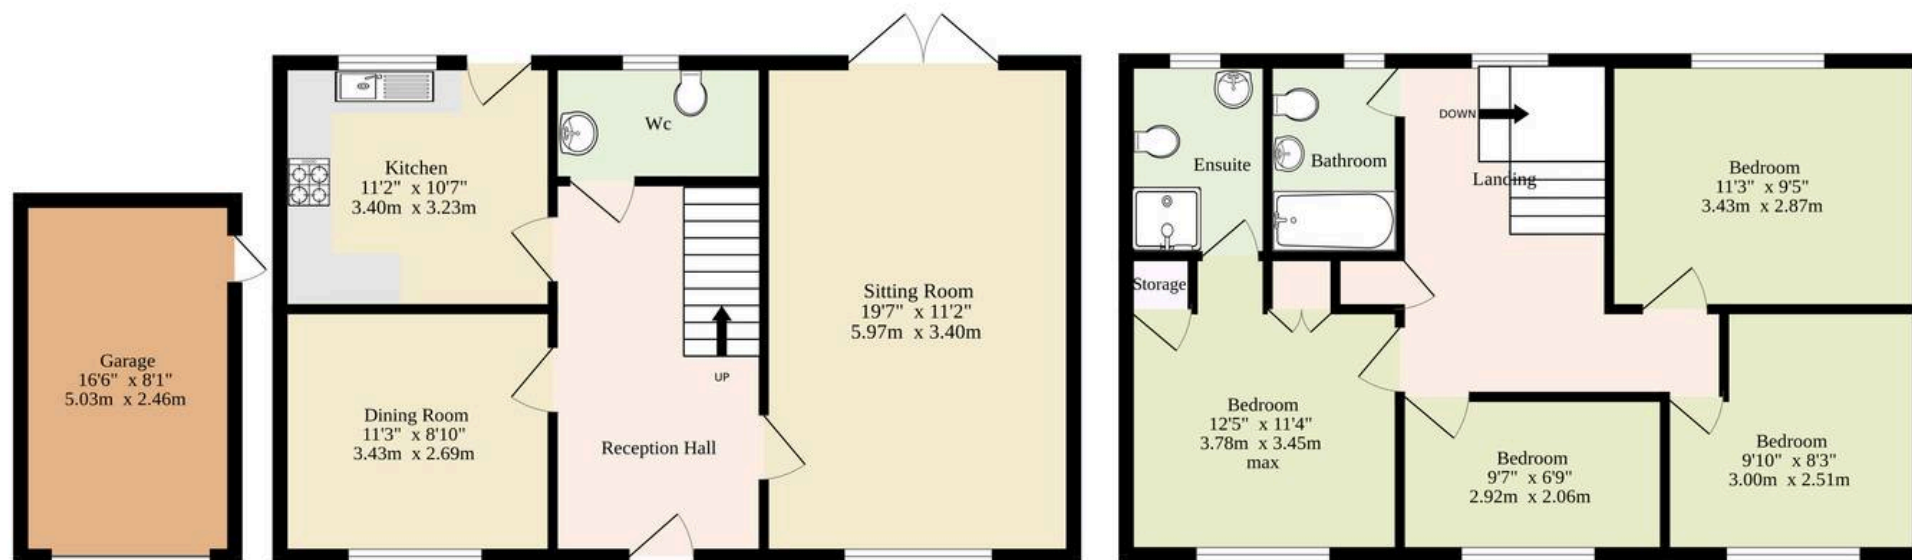 Garage
16'6" x 8'1"
5.03m x 2.46m
Kitchen
11'2" x 10'7"
3.40m x 3.23m
Wc
Dining Room
11'3" x 8'10"
3.43m x 2.69m
UP
Reception Hall
Sitting Room
19'7" x 11'2"
5.97m x 3.40m
Ensuite
Bathroom
DOWN
Landing
Storage
Bedroom
11'3" x 9'5"
3.43m x 2.87m
Bedroom
12'5" x 11'4"
3.78m x 3.45m
max
Bedroom
9'7" x 6'9"
2.92m x 2.06m
Bedroom
9'10" x 8'3"
3.00m x 2.51m